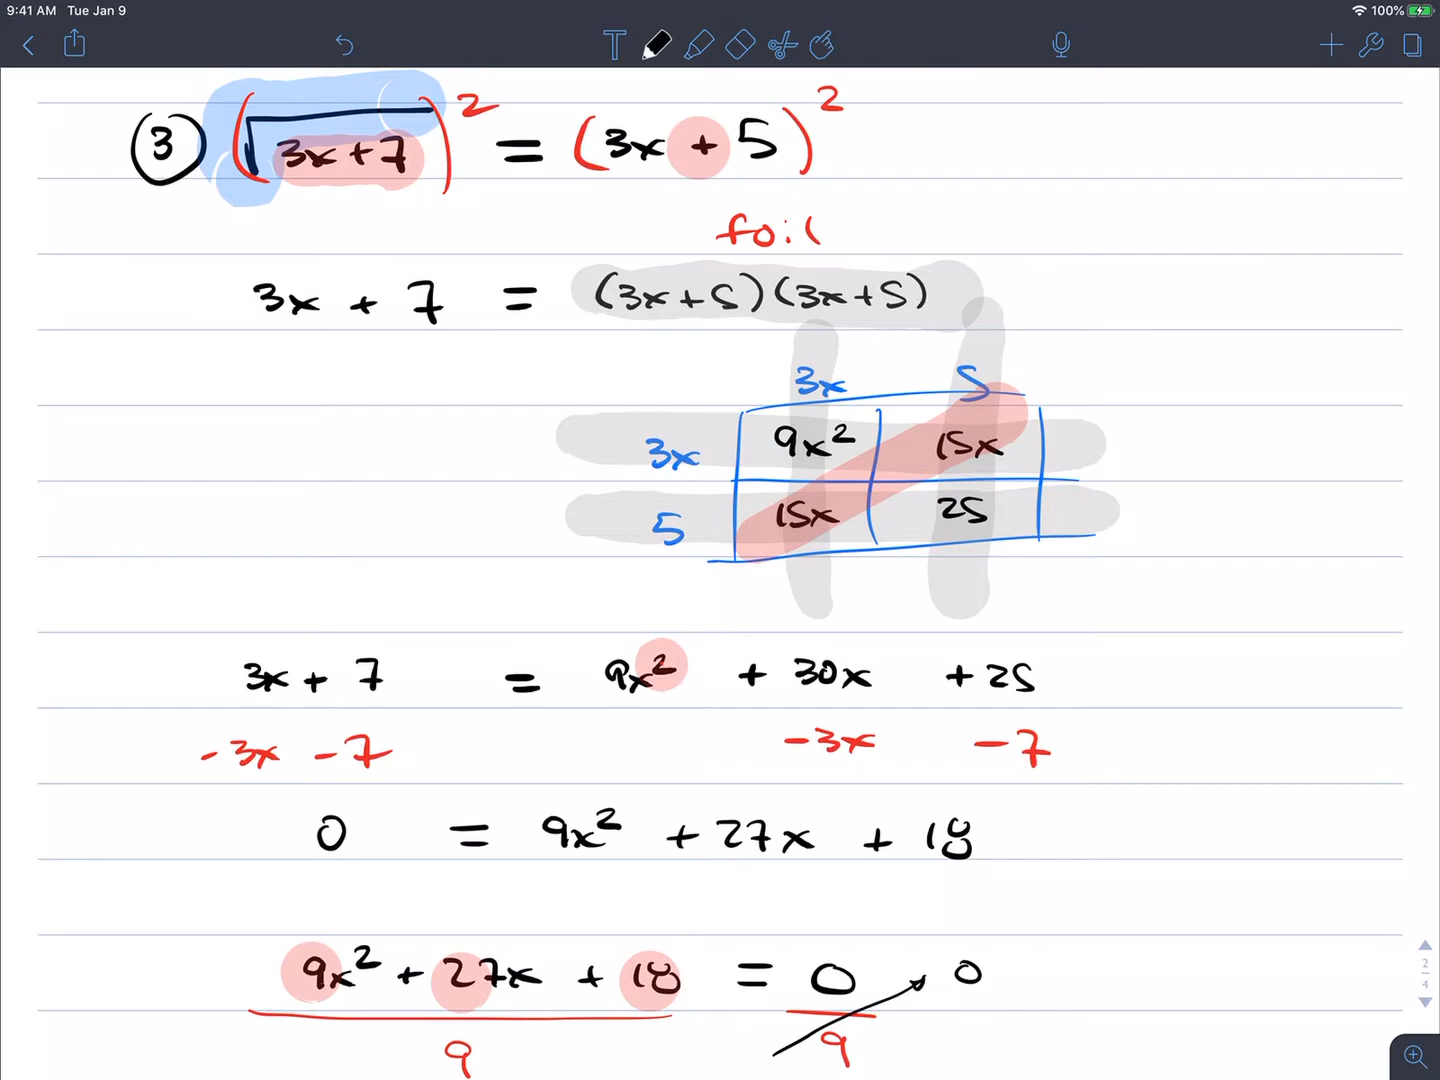 9:41 AM Tue Jan 9
100%
T
③ (√3x+7)² = (3x + 5)²
foil
3x + 7 = (3x+5)(3x+5)
3x 5
3x 9x² 15x
5 15x 25
3x + 7 = 9x² + 30x + 25
-3x -7 -3x -7
0 = 9x² + 27x + 18
9x² + 27x + 18 = 0 0
9 9
2
4